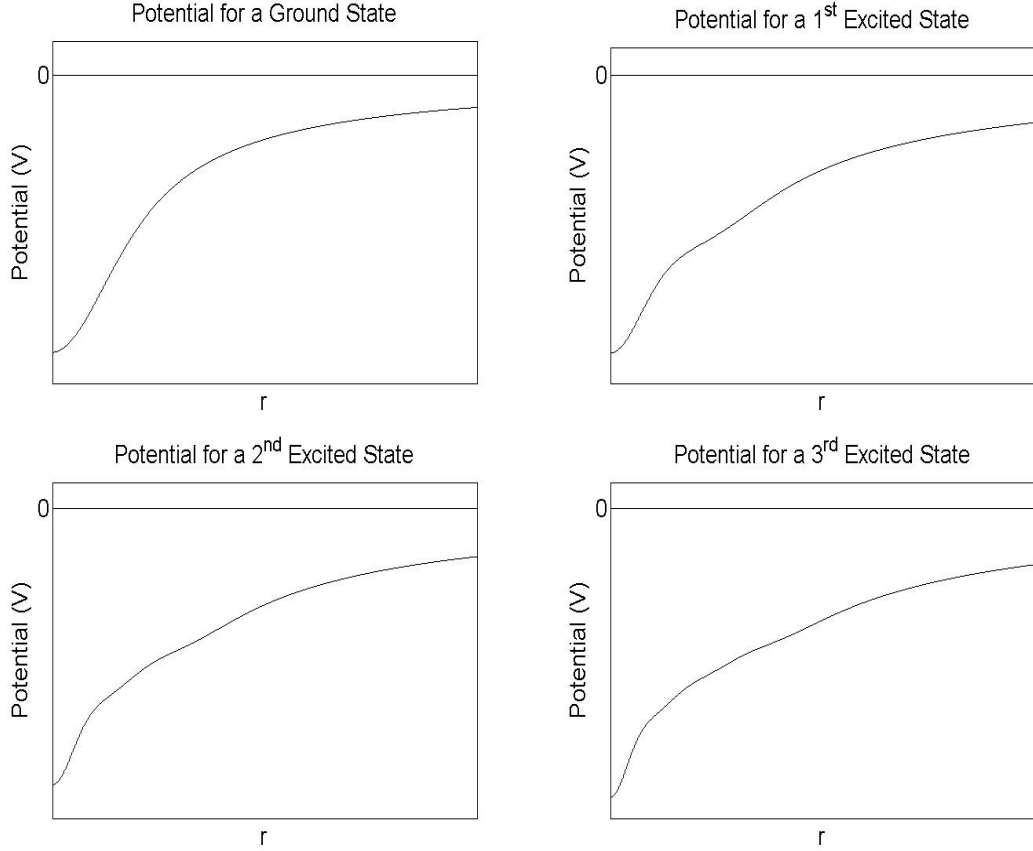 Potential for a Ground State
Potential for a 1st Excited State
0
Potential (V)
r
0
Potential (V)
r
Potential for a 2nd Excited State
Potential for a 3rd Excited State
0
Potential (V)
r
0
Potential (V)
r